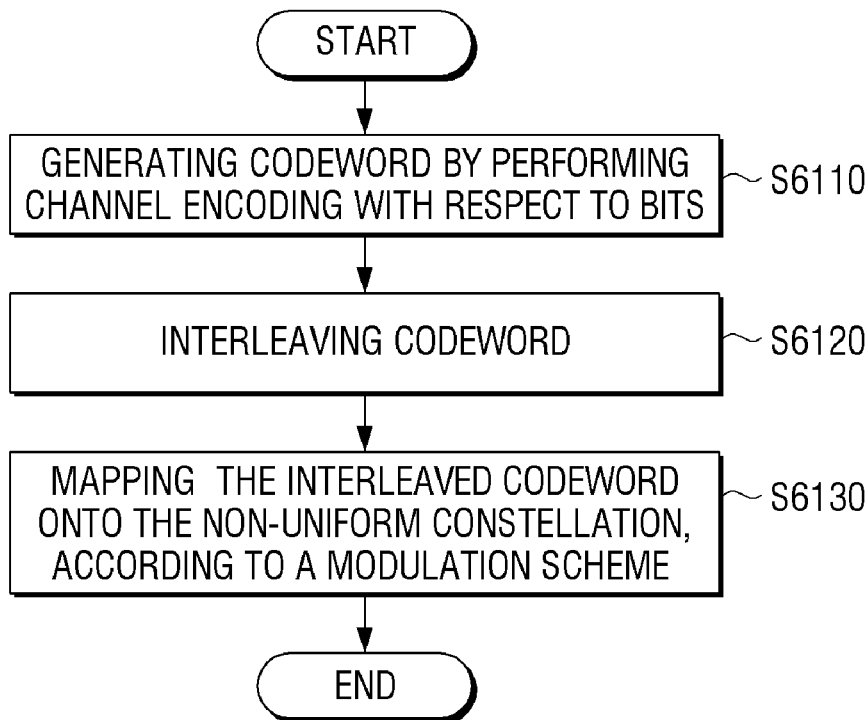 START
GENERATING CODEWORD BY PERFORMING
CHANNEL ENCODING WITH RESPECT TO BITS
S6110
INTERLEAVING CODEWORD
S6120
MAPPING THE INTERLEAVED CODEWORD
ONTO THE NON-UNIFORM CONSTELLATION,
ACCORDING TO A MODULATION SCHEME
S6130
END